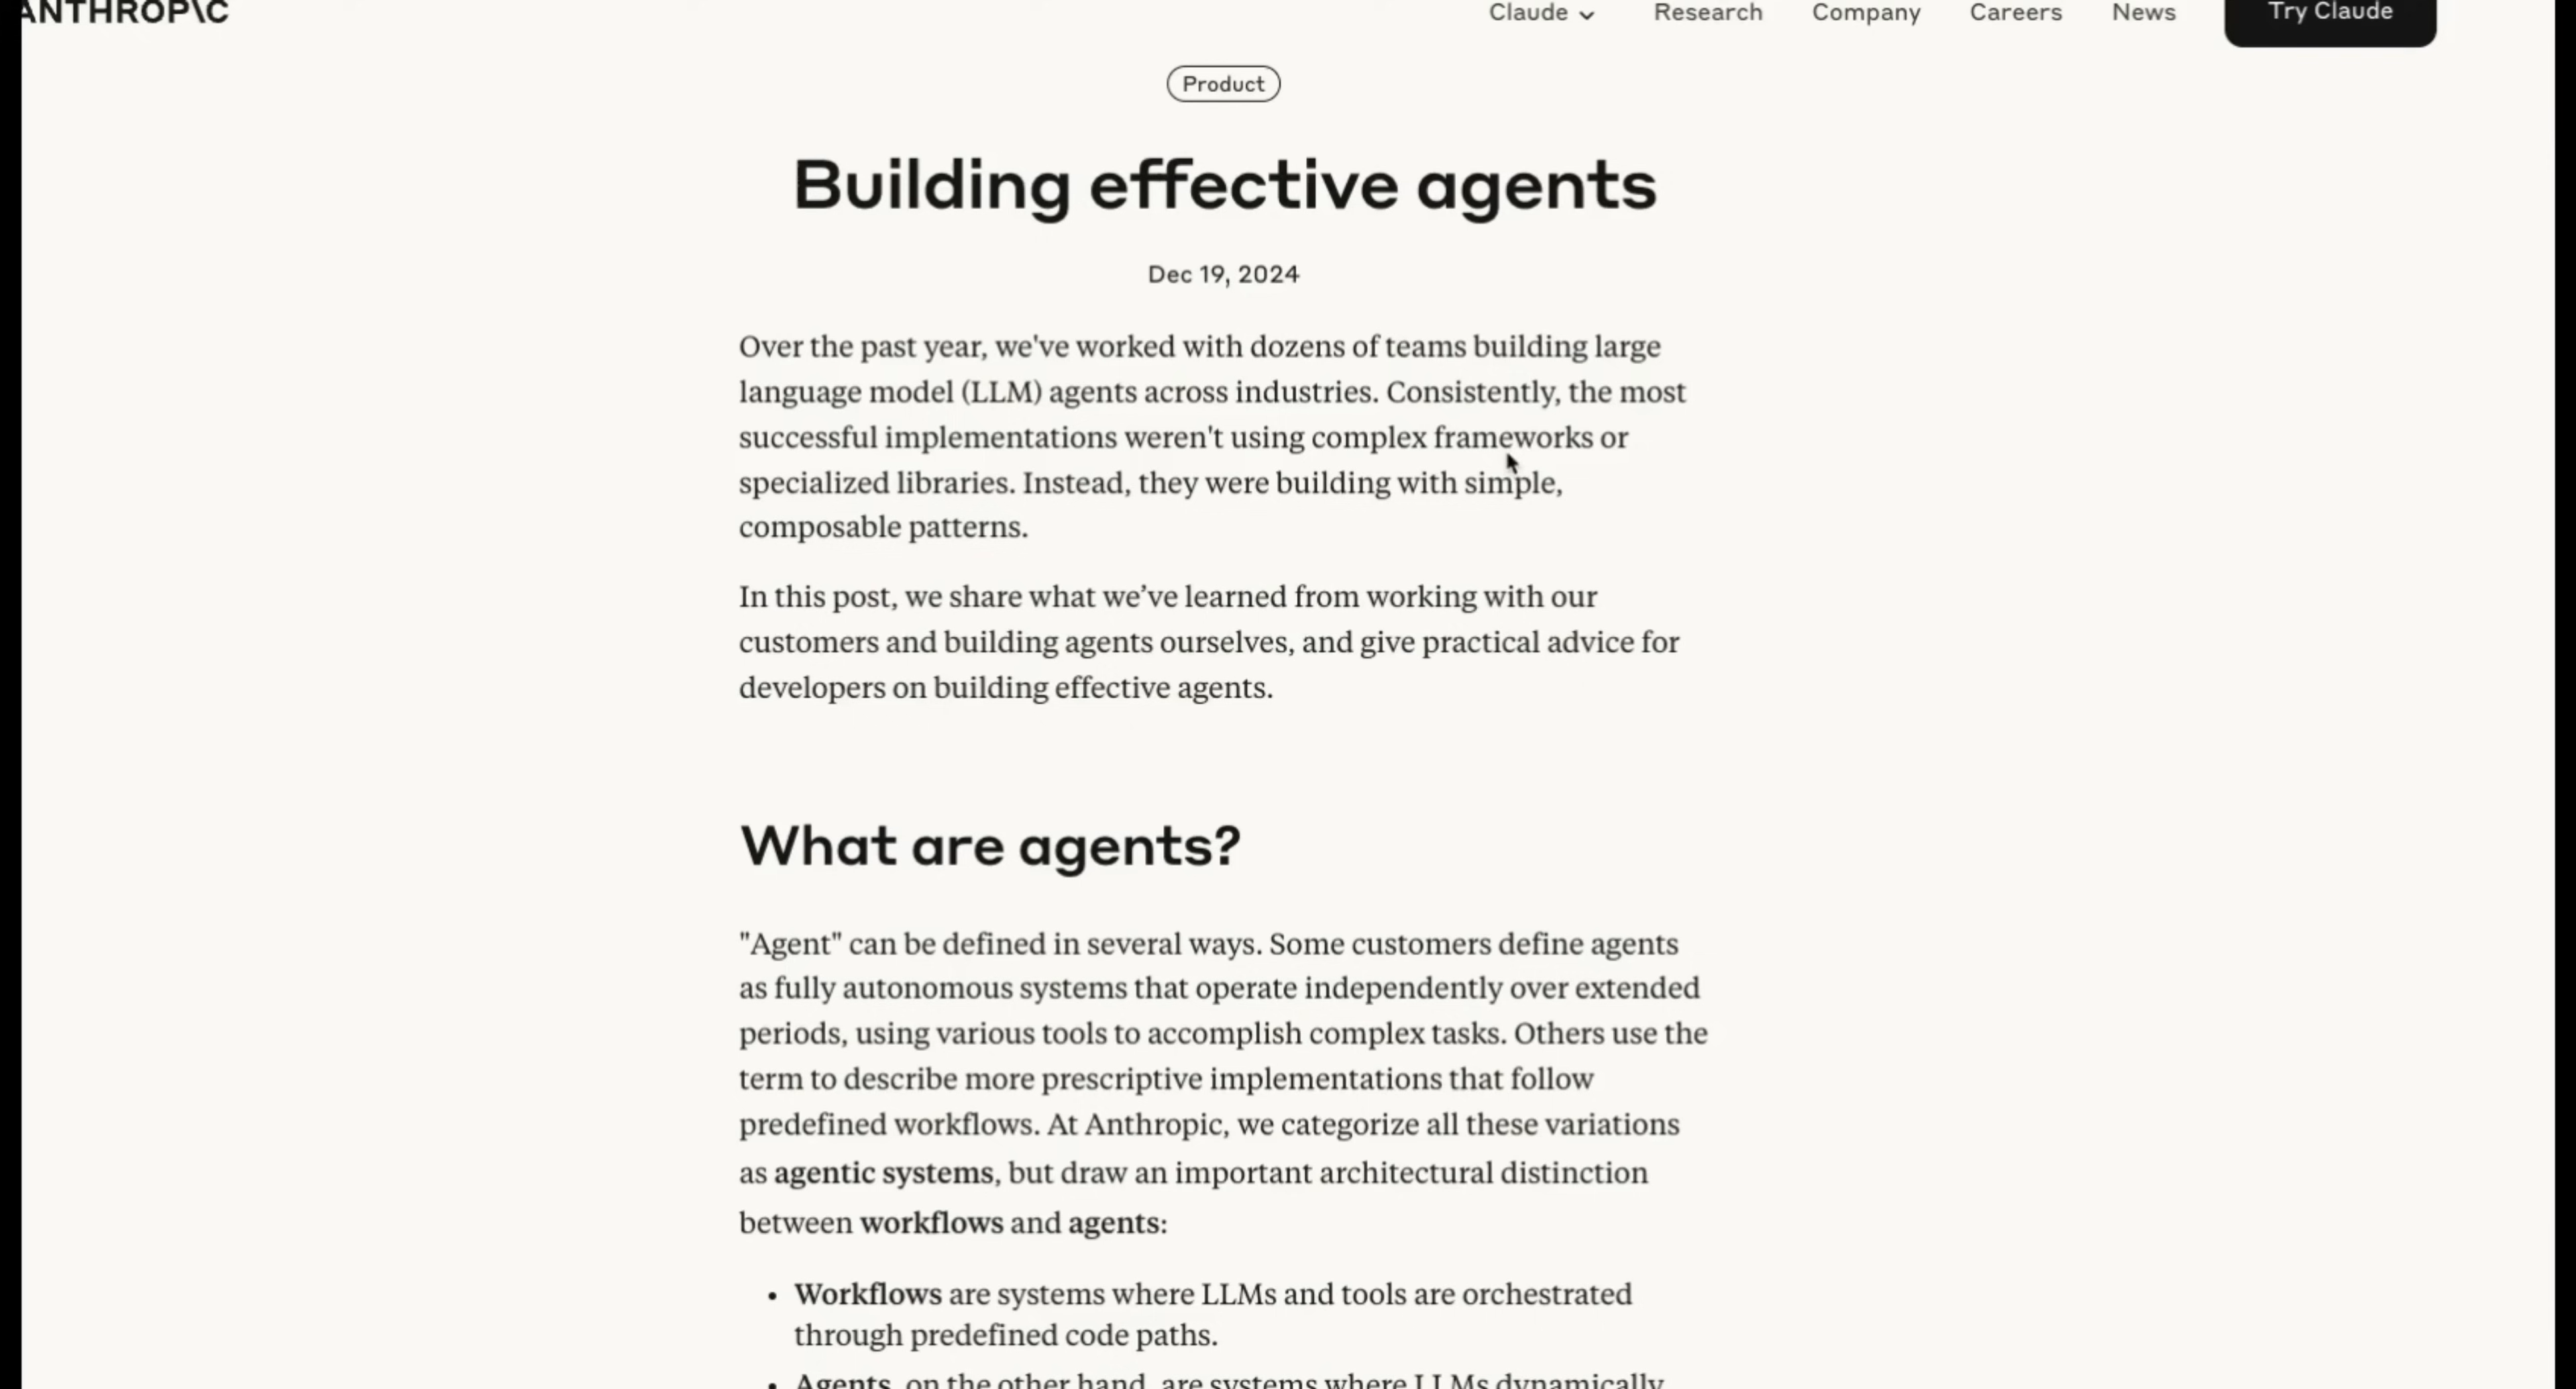 ANTHROP\C
Claude
Research
Company
Careers
News
Try Claude
Product
Building effective agents
Dec 19, 2024
Over the past year, we've worked with dozens of teams building large
language model (LLM) agents across industries. Consistently, the most
successful implementations weren't using complex frameworks or
specialized libraries. Instead, they were building with simple,
composable patterns.
In this post, we share what we’ve learned from working with our
customers and building agents ourselves, and give practical advice for
developers on building effective agents.
What are agents?
"Agent" can be defined in several ways. Some customers define agents
as fully autonomous systems that operate independently over extended
periods, using various tools to accomplish complex tasks. Others use the
term to describe more prescriptive implementations that follow
predefined workflows. At Anthropic, we categorize all these variations
as agentic systems, but draw an important architectural distinction
between workflows and agents:
• Workflows are systems where LLMs and tools are orchestrated
through predefined code paths.
• Agents, on the other hand, are systems where LLMs dynamically